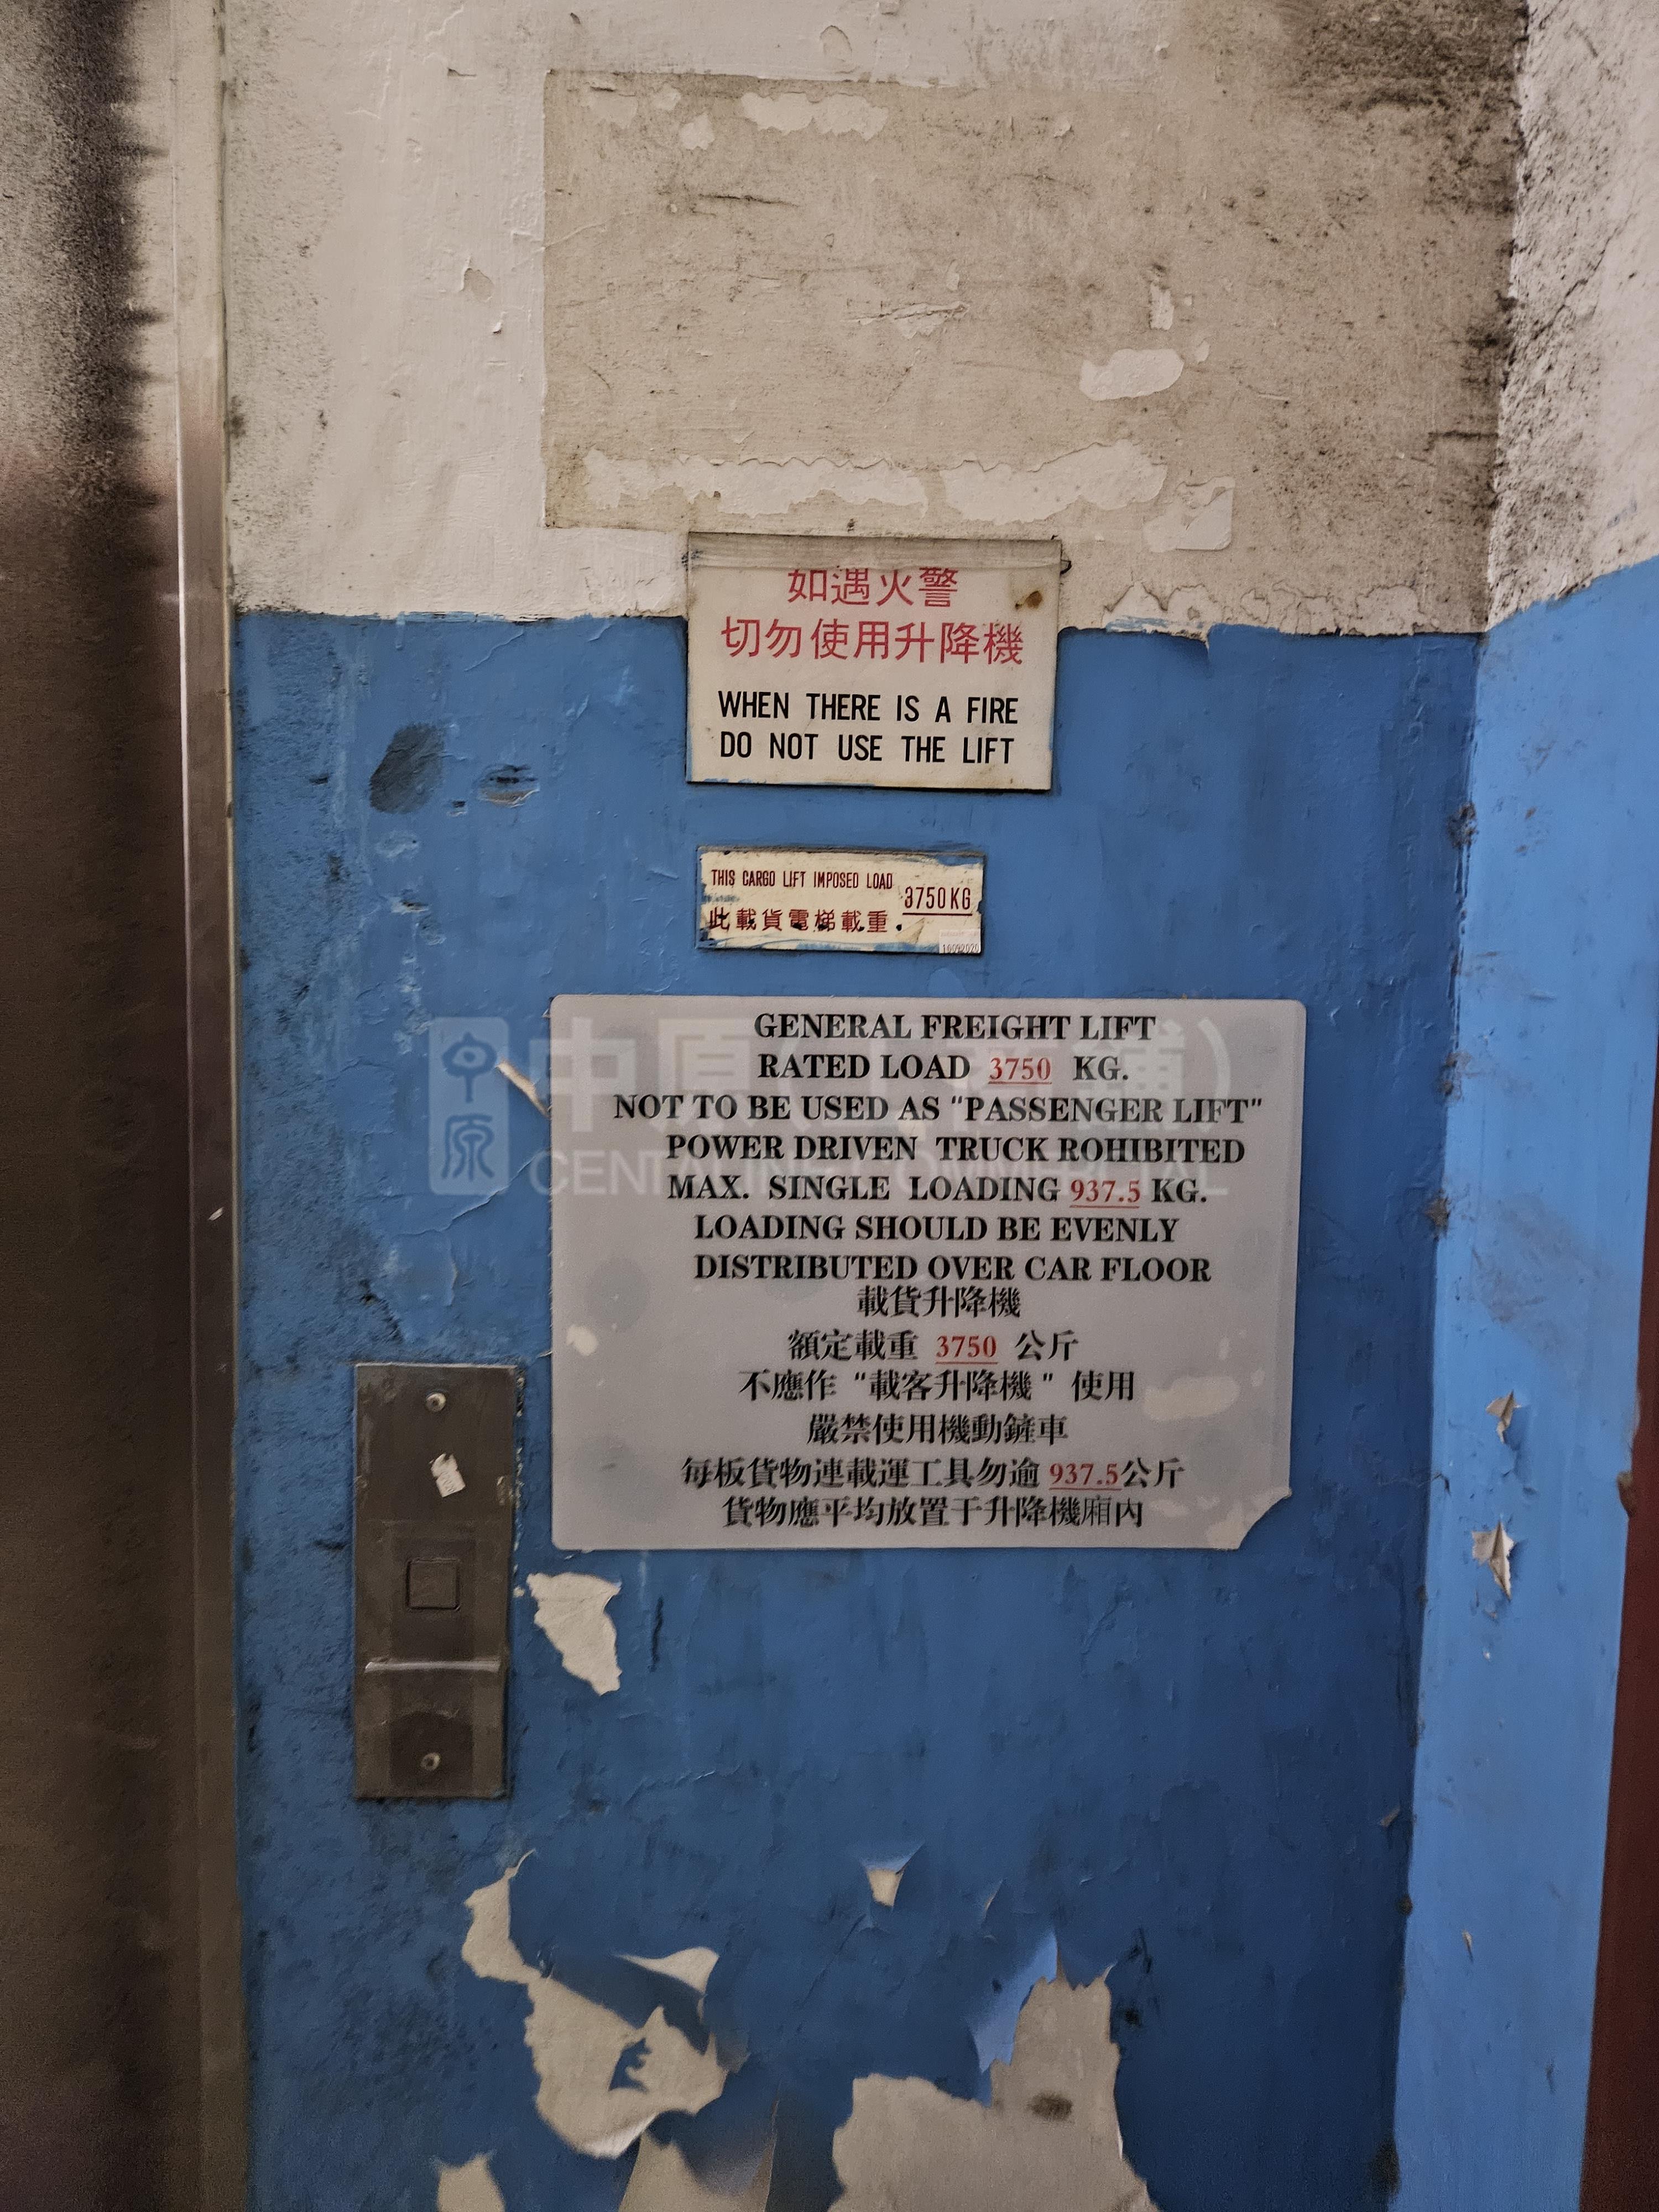 如遇火警
切勿使用升降機
WHEN THERE IS A FIRE
DO NOT USE THE LIFT
THIS CARGO LIFT IMPOSED LOAD 3750KG
此載貨電梯載重
GENERAL FREIGHT LIFT
RATED LOAD 3750 KG.
NOT TO BE USED AS "PASSENGER LIFT"
POWER DRIVEN TRUCK ROHIBITED
MAX. SINGLE LOADING 937.5 KG.
LOADING SHOULD BE EVENLY
DISTRIBUTED OVER CAR FLOOR
載貨升降機
額定載重 3750 公斤
不應作 "載客升降機" 使用
嚴禁使用機動鏟車
每板貨物連載運工具勿逾 937.5公斤
貨物應平均放置于升降機廂內
中原